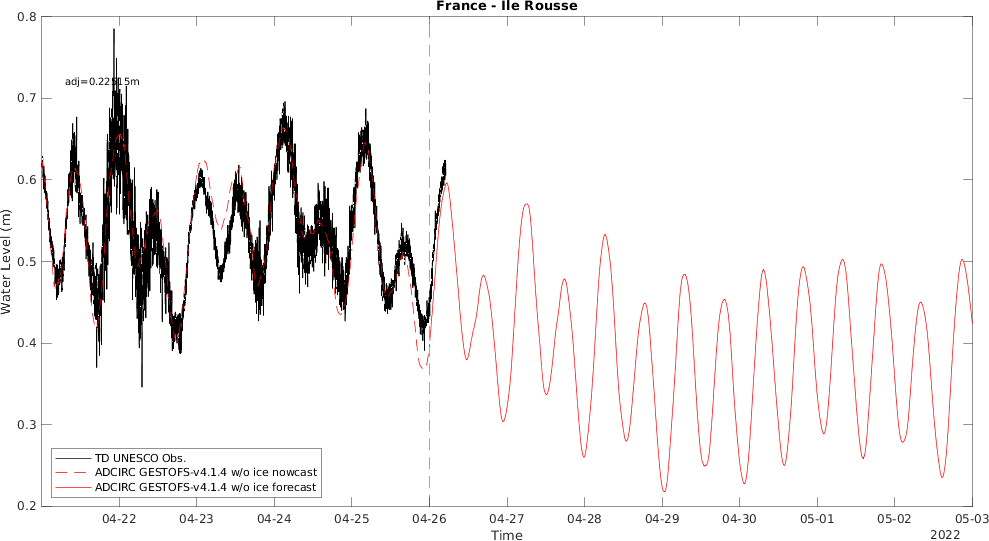 France - Ile Rousse
0.8
0.7
0.6
0.5
0.4
0.3
0.2
Water Level (m)
adj=0.22515m
TD UNESCO Obs.
ADCIRC GESTOFS-v4.1.4 w/o ice nowcast
ADCIRC GESTOFS-v4.1.4 w/o ice forecast
04-22 04-23 04-24 04-25 04-26 04-27 04-28 04-29 04-30 05-01 05-02 05-03
Time
2022